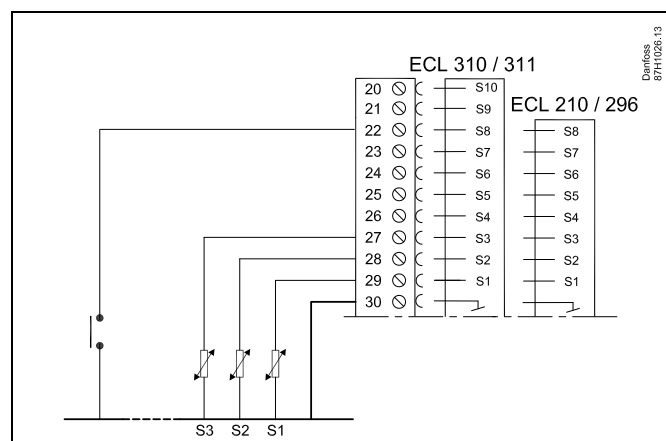 Danfoss
87H1026.13
ECL 310 / 311
ECL 210 / 296
20 S10
21 S9
22 S8 S8
23 S7 S7
24 S6 S6
25 S5 S5
26 S4 S4
27 S3 S3
28 S2 S2
29 S1 S1
30
S3 S2 S1